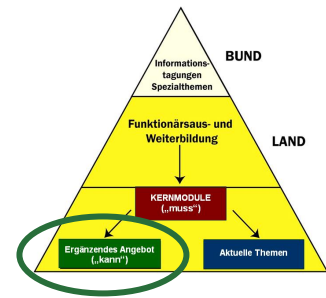 BUND
Informations-
tagungen
Spezialthemen
Funktionärsaus- und
Weiterbildung
LAND
KERNMODULE
(„muss“)
Ergänzendes Angebot
(„kann“)
Aktuelle Themen